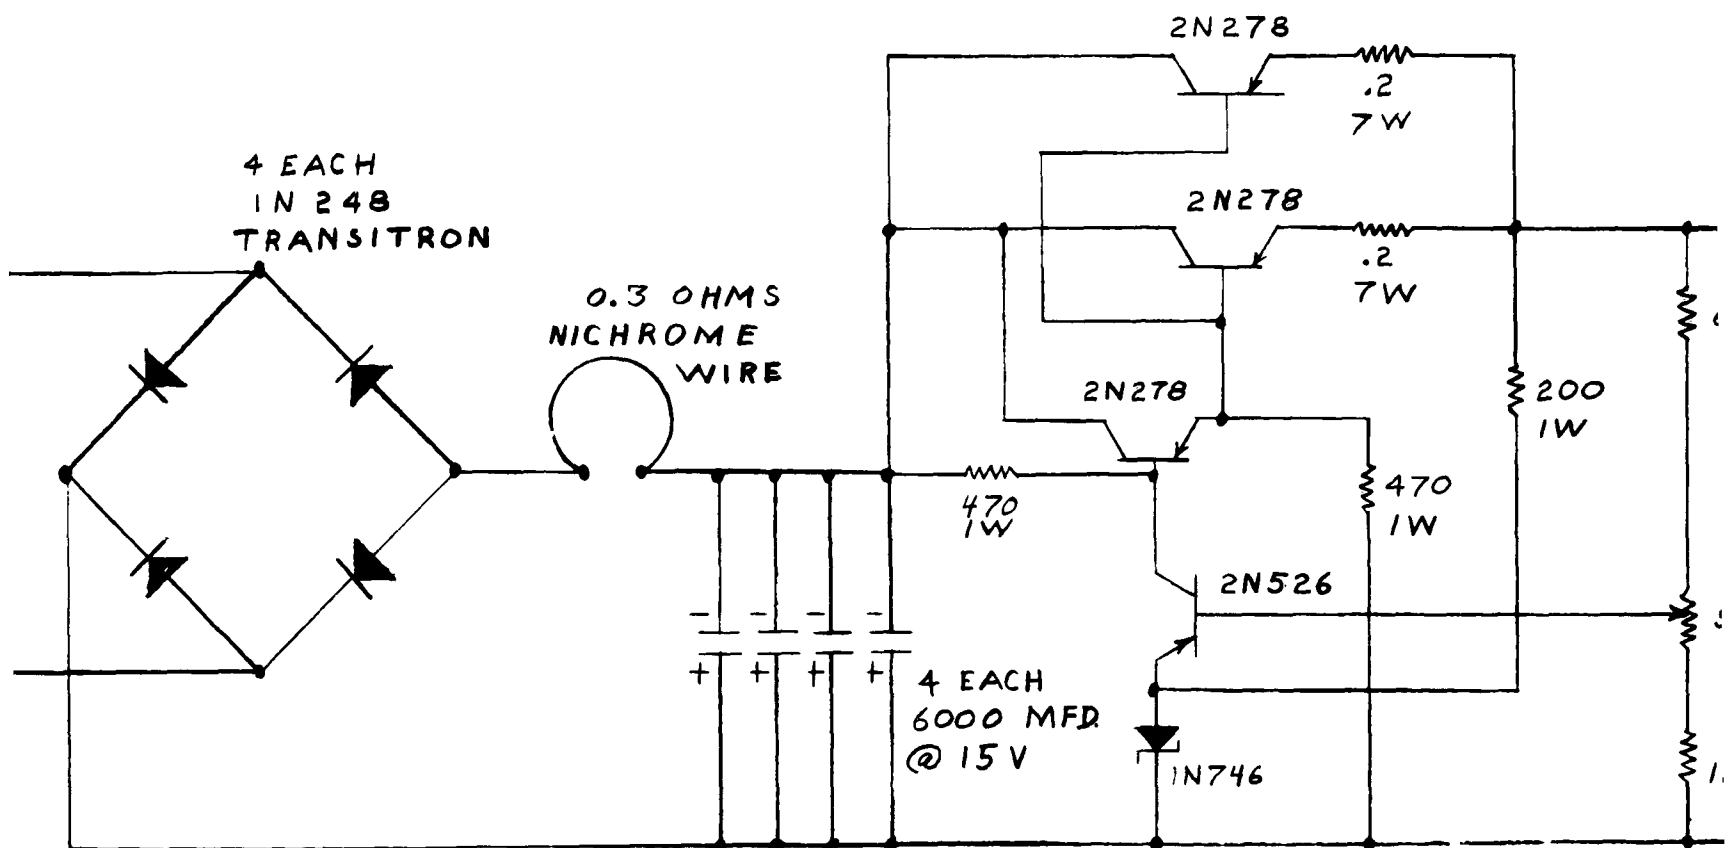 2N278
.2
7W
4 EACH
1N 248
TRANSITRON
2N278
.2
7W
0.3 OHMS
NICHROME
WIRE
2N278
200
1W
470
1W
470
1W
2N526
- - - -
+ + + +
4 EACH
6000 MFD.
@ 15 V
1N746